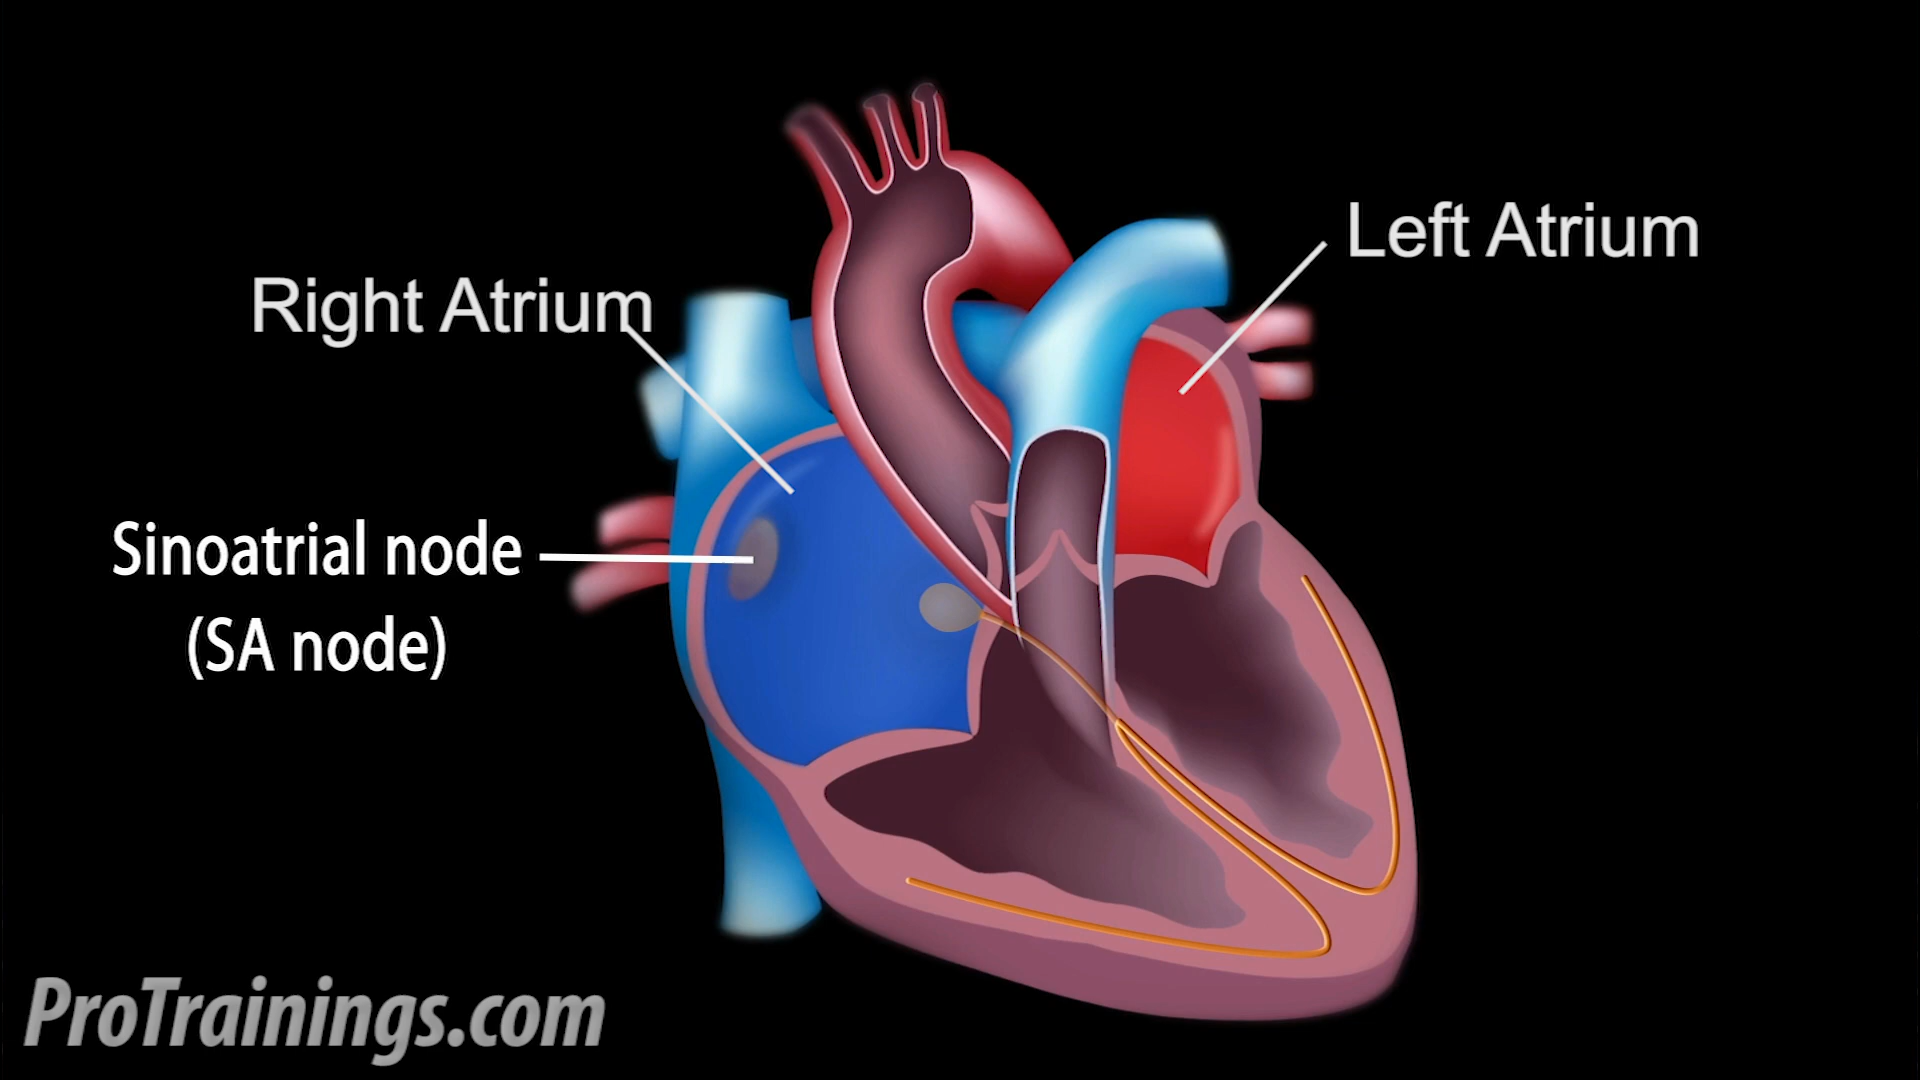 Left Atrium
Right Atrium
Sinoatrial node
(SA node)
ProTrainings.com